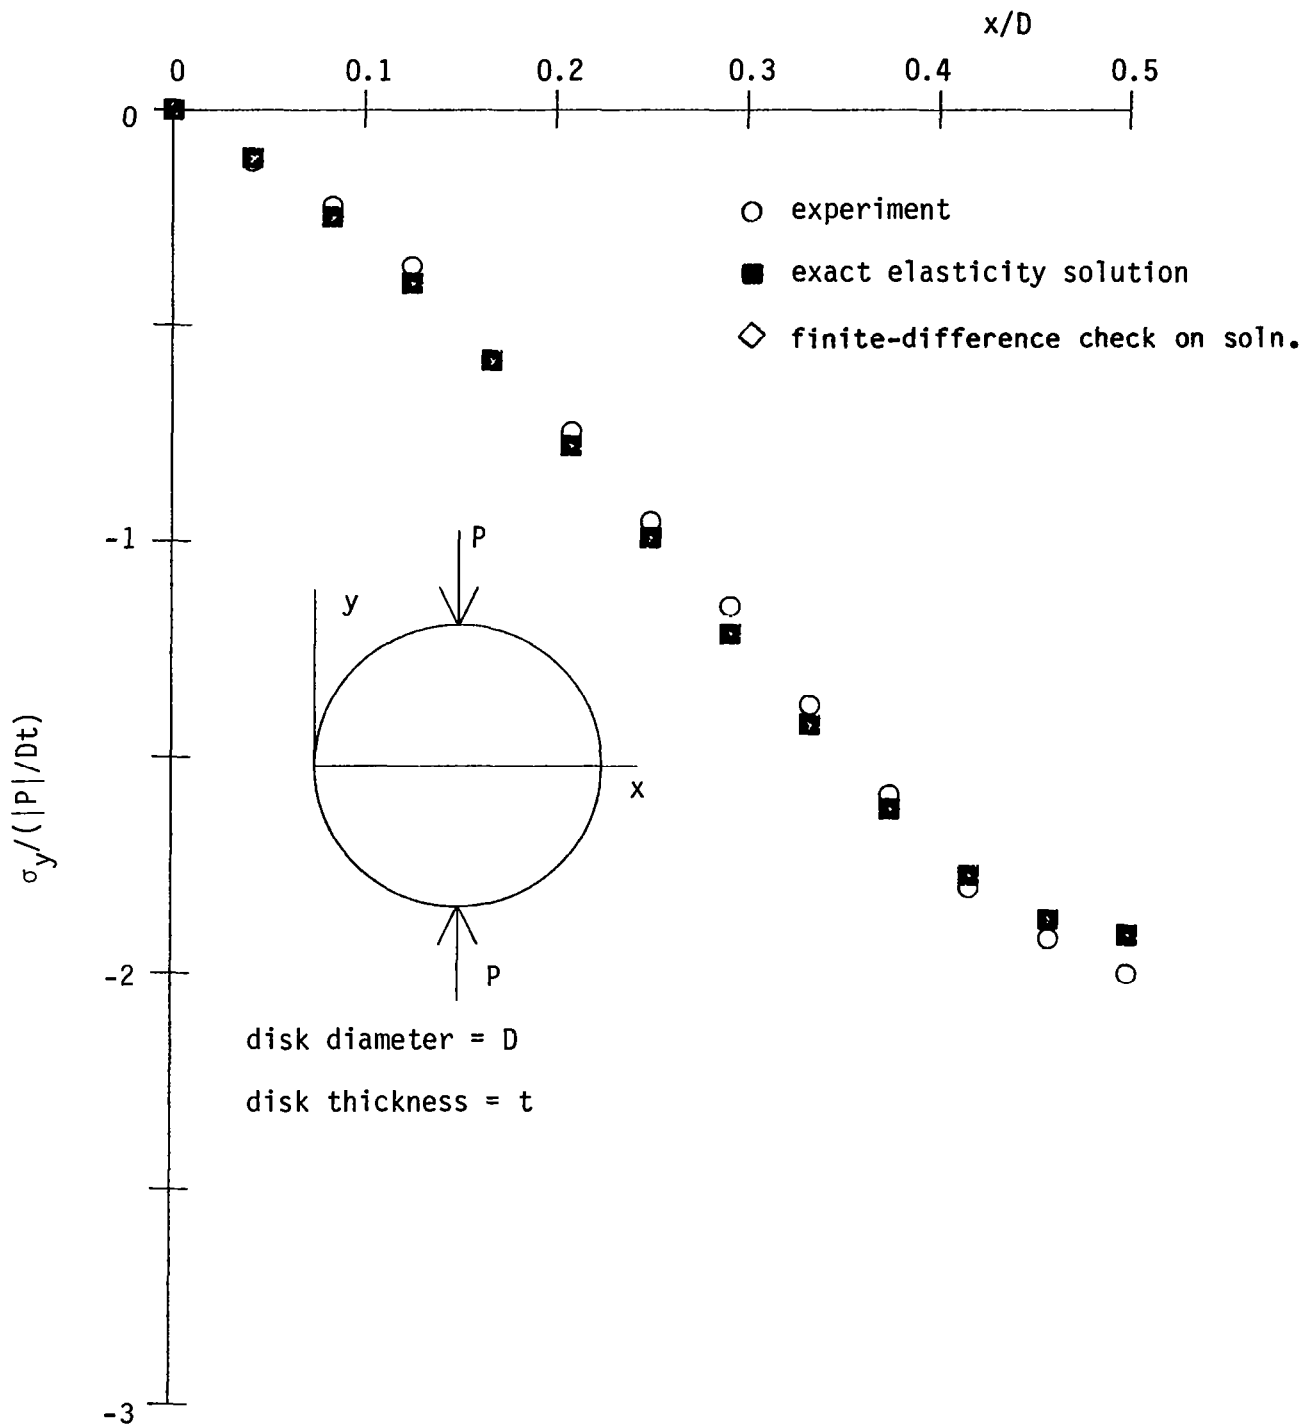 x/D
0 0.1 0.2 0.3 0.4 0.5
0
experiment
exact elasticity solution
finite-difference check on soln.
-1
P
y
σy/(|P|/Dt)
x
-2
P
disk diameter = D
disk thickness = t
-3